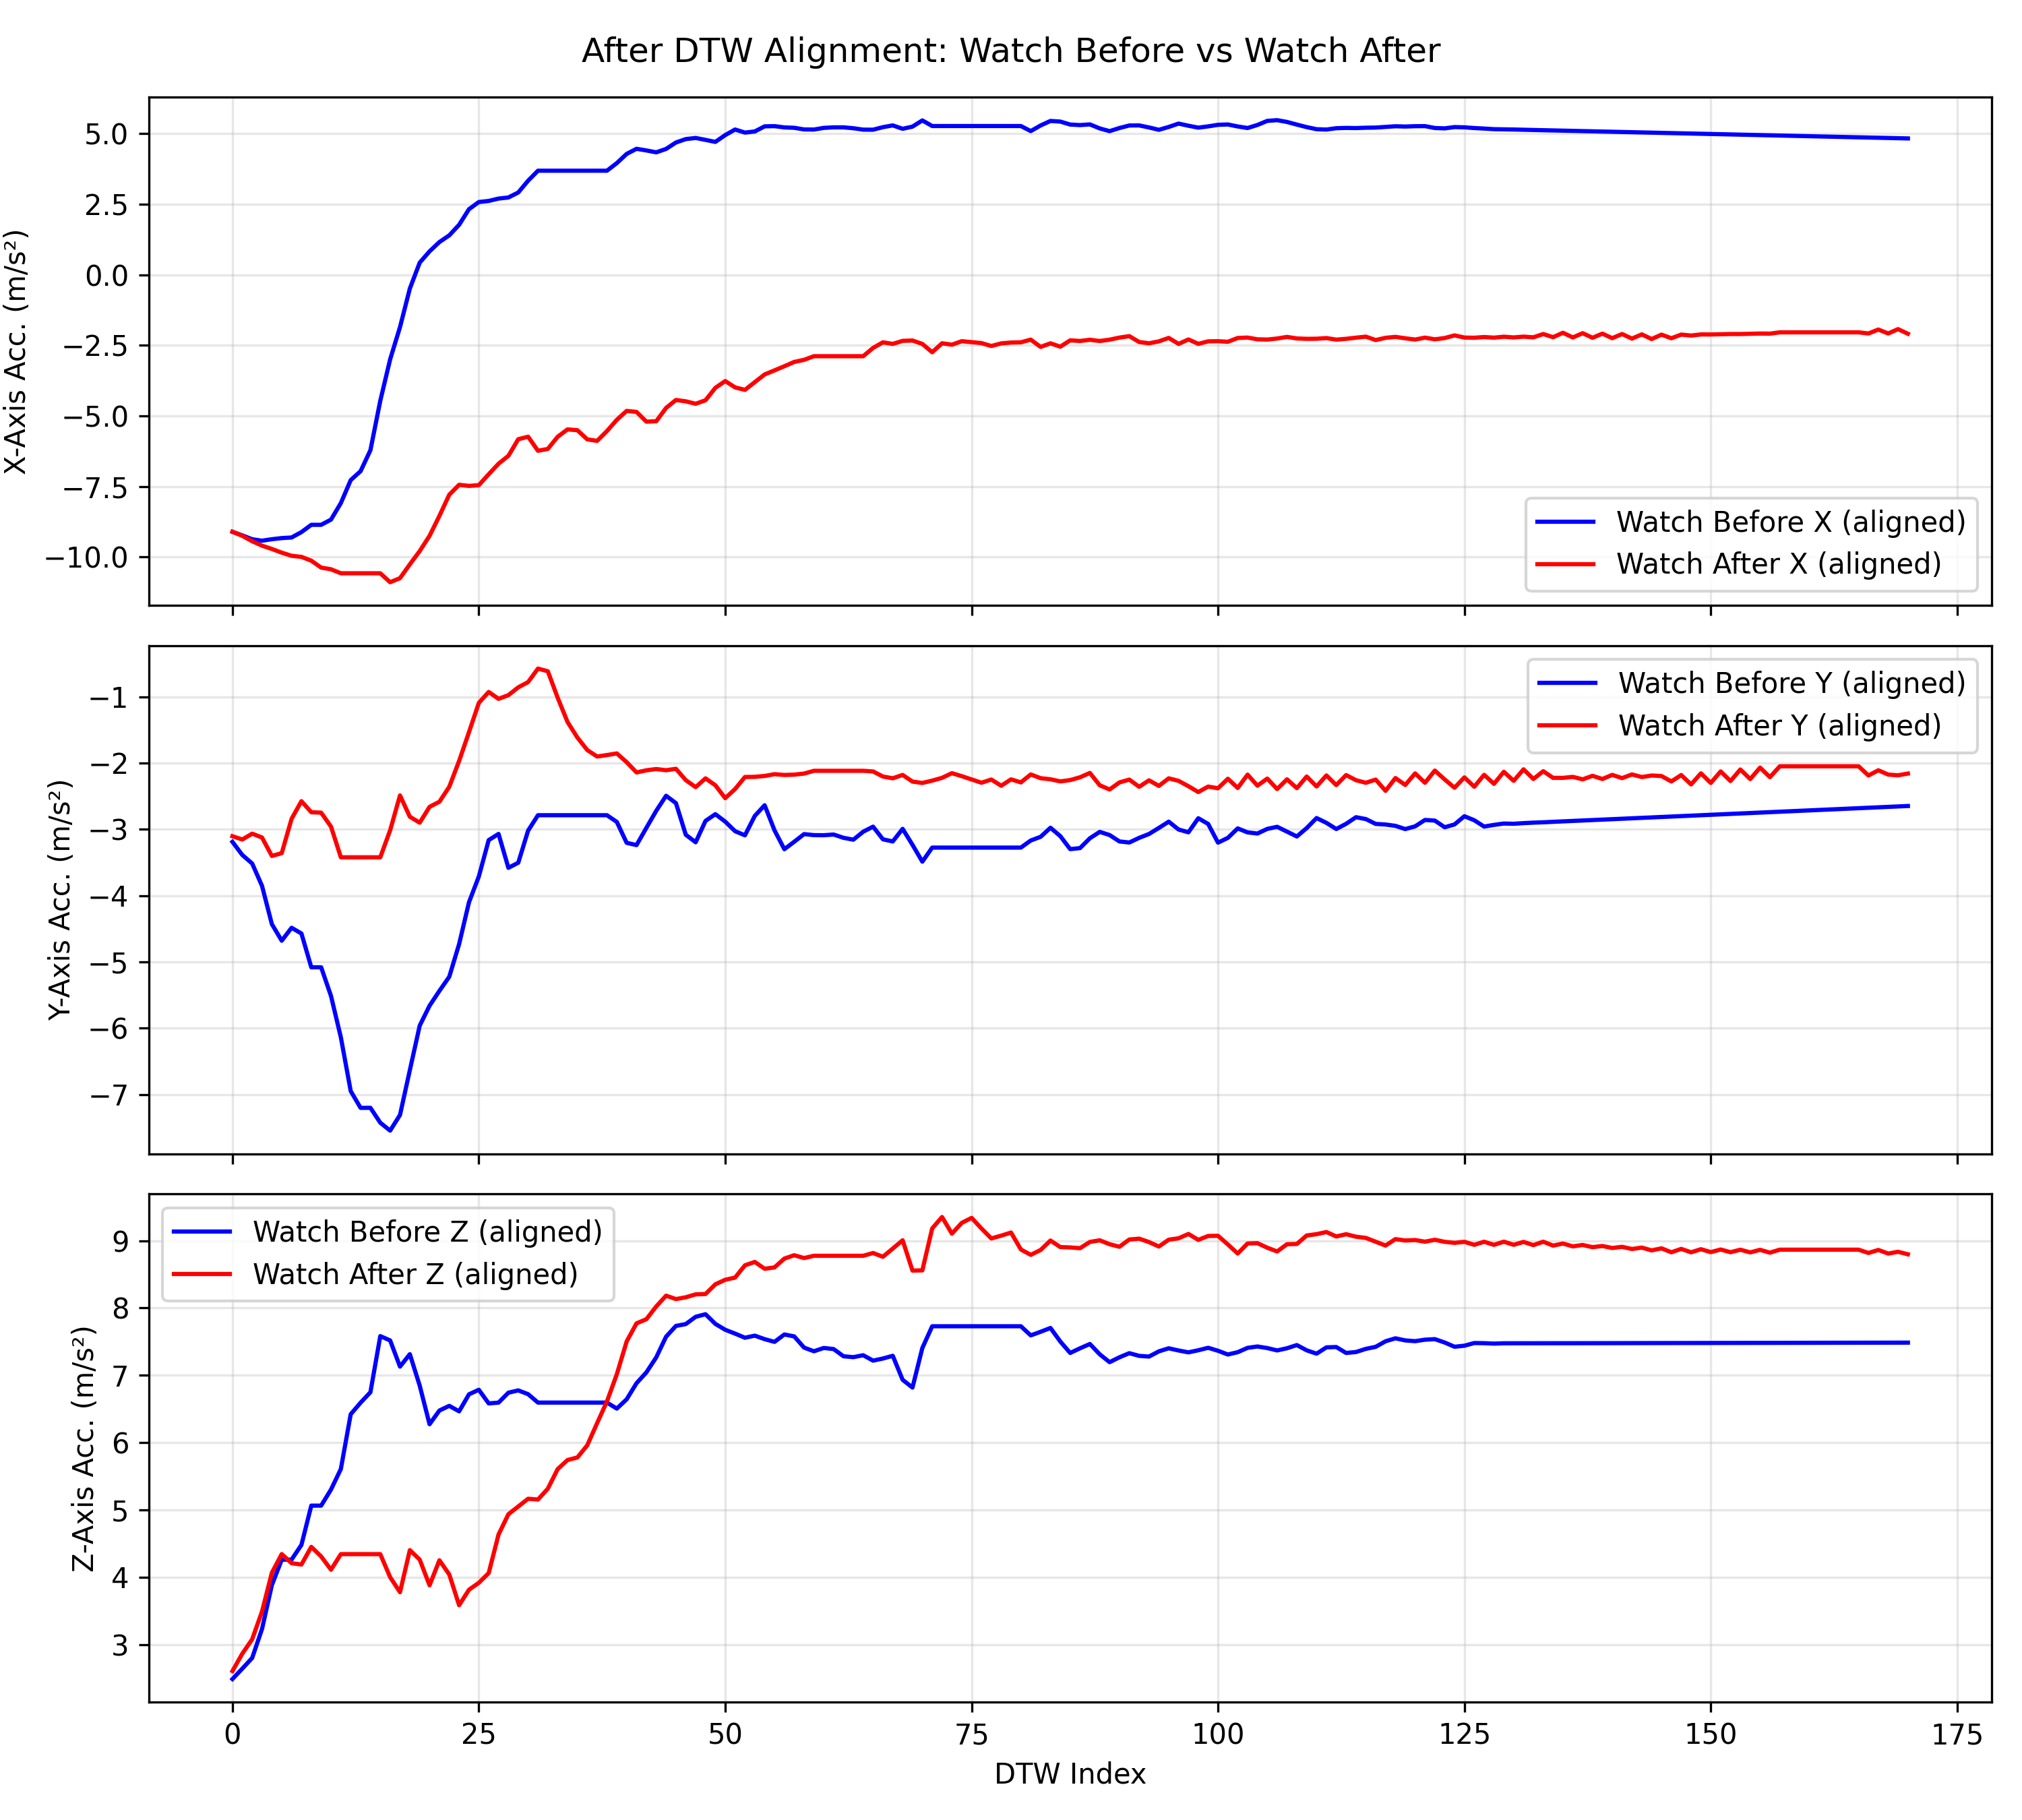 After DTW Alignment: Watch Before vs Watch After
X-Axis Acc. (m/s²)
5.0
2.5
0.0
−2.5
−5.0
−7.5
−10.0
Watch Before X (aligned)
Watch After X (aligned)
Y-Axis Acc. (m/s²)
−1
−2
−3
−4
−5
−6
−7
Watch Before Y (aligned)
Watch After Y (aligned)
Z-Axis Acc. (m/s²)
9
8
7
6
5
4
3
Watch Before Z (aligned)
Watch After Z (aligned)
0 25 50 75 100 125 150 175
DTW Index